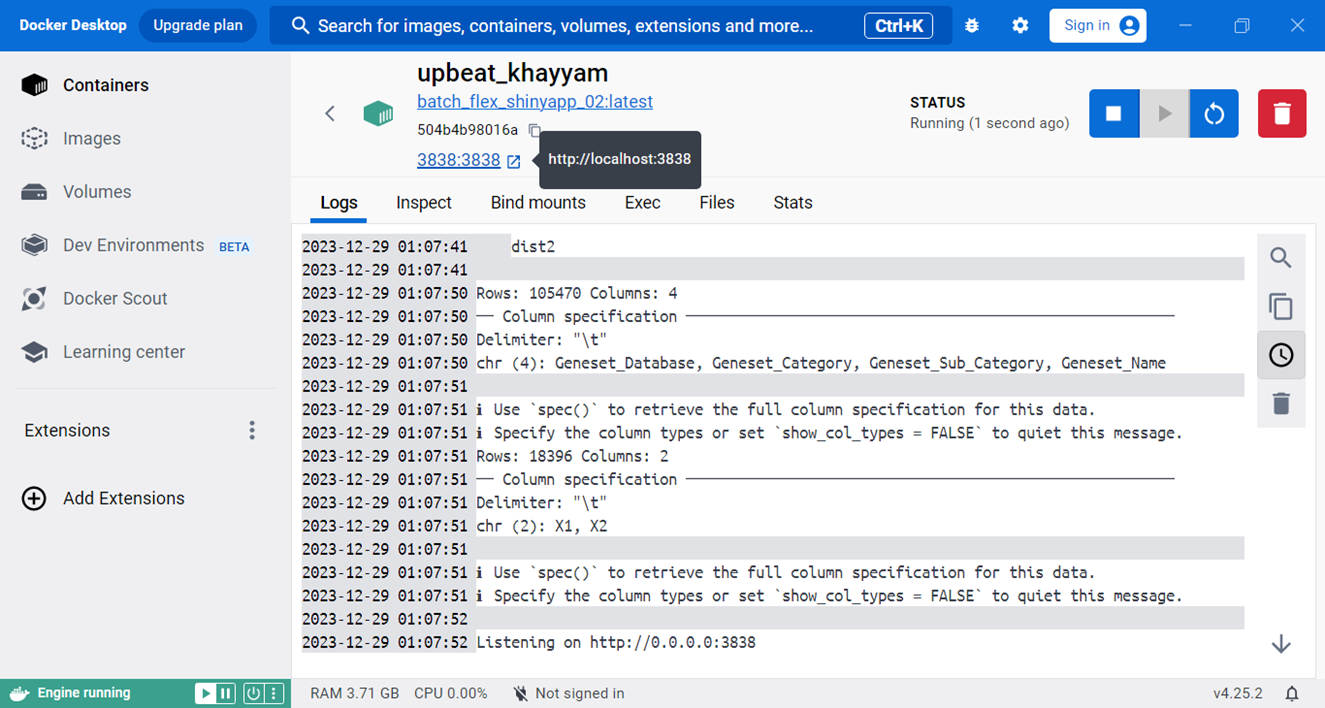 Docker Desktop
Upgrade plan
Search for images, containers, volumes, extensions and more...
Ctrl+K
Sign in
Containers
Images
Volumes
Dev Environments BETA
Docker Scout
Learning center
Extensions
Add Extensions
upbeat_khayyam
batch_flex_shinyapp_02:latest
504b4b98016a
3838:3838
http://localhost:3838
STATUS
Running (1 second ago)
Logs Inspect Bind mounts Exec Files Stats
2023-12-29 01:07:41     dist2
2023-12-29 01:07:41
2023-12-29 01:07:50 Rows: 105470 Columns: 4
2023-12-29 01:07:50 ── Column specification ────────────────────────────────────────────────────────
2023-12-29 01:07:50 Delimiter: "\t"
2023-12-29 01:07:50 chr (4): Geneset_Database, Geneset_Category, Geneset_Sub_Category, Geneset_Name
2023-12-29 01:07:51
2023-12-29 01:07:51 ℹ Use `spec()` to retrieve the full column specification for this data.
2023-12-29 01:07:51 ℹ Specify the column types or set `show_col_types = FALSE` to quiet this message.
2023-12-29 01:07:51 Rows: 18396 Columns: 2
2023-12-29 01:07:51 ── Column specification ────────────────────────────────────────────────────────
2023-12-29 01:07:51 Delimiter: "\t"
2023-12-29 01:07:51 chr (2): X1, X2
2023-12-29 01:07:51
2023-12-29 01:07:51 ℹ Use `spec()` to retrieve the full column specification for this data.
2023-12-29 01:07:51 ℹ Specify the column types or set `show_col_types = FALSE` to quiet this message.
2023-12-29 01:07:52
2023-12-29 01:07:52 Listening on http://0.0.0.0:3838
Engine running
RAM 3.71 GB CPU 0.00% Not signed in
v4.25.2